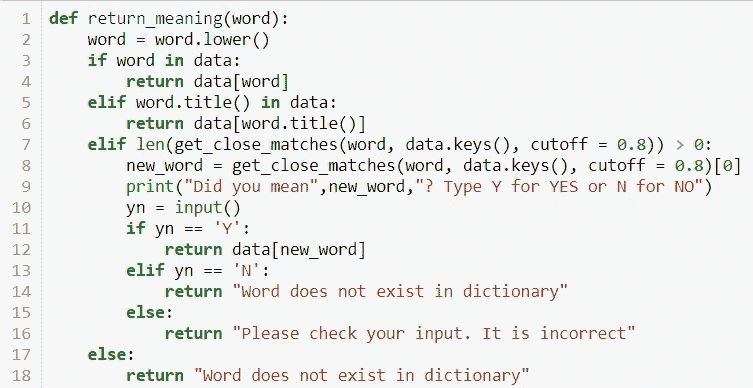 1 def return_meaning(word):
2     word = word.lower()
3     if word in data:
4         return data[word]
5     elif word.title() in data:
6         return data[word.title()]
7     elif len(get_close_matches(word, data.keys(), cutoff = 0.8)) > 0:
8         new_word = get_close_matches(word, data.keys(), cutoff = 0.8)[0]
9         print("Did you mean",new_word,"? Type Y for YES or N for NO")
10         yn = input()
11         if yn == 'Y':
12             return data[new_word]
13         elif yn == 'N':
14             return "Word does not exist in dictionary"
15         else:
16             return "Please check your input. It is incorrect"
17     else:
18         return "Word does not exist in dictionary"